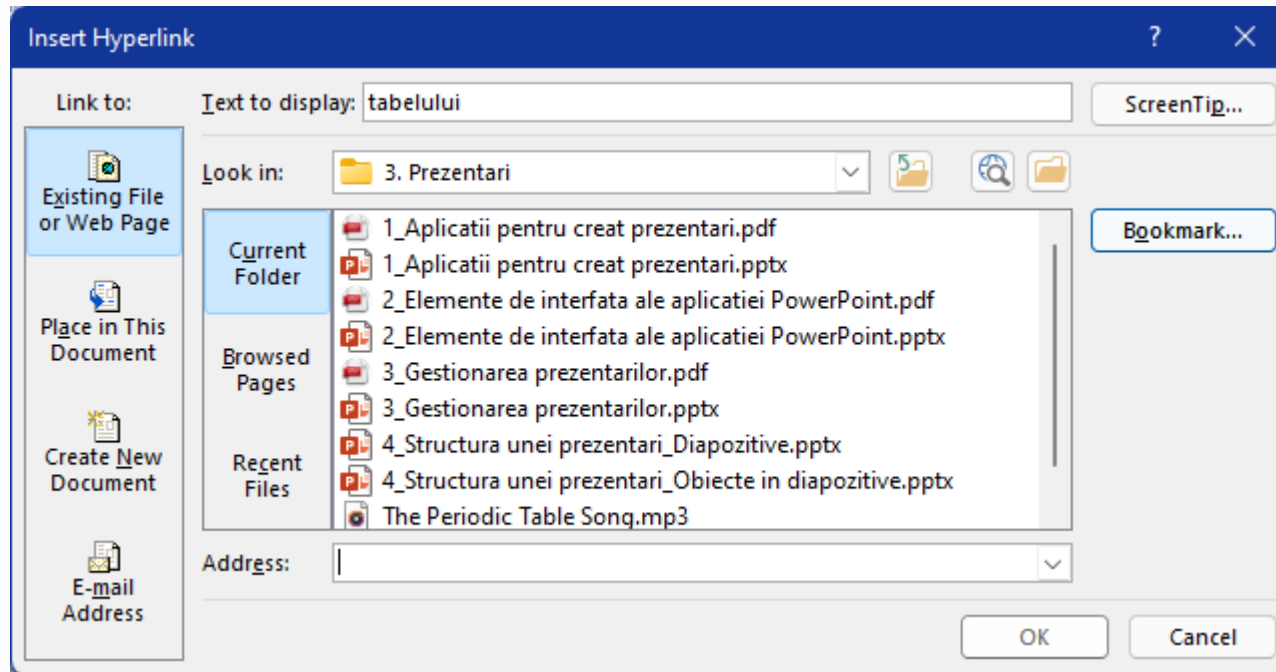 Insert Hyperlink
?
Link to:
Text to display: tabelului
ScreenTip...
Existing File
or Web Page
Place in This
Document
Create New
Document
E-mail
Address
Look in: 3. Prezentari
Current
Folder
Browsed
Pages
Recent
Files
1_Aplicatii pentru creat prezentari.pdf
1_Aplicatii pentru creat prezentari.pptx
2_Elemente de interfata ale aplicatiei PowerPoint.pdf
2_Elemente de interfata ale aplicatiei PowerPoint.pptx
3_Gestionarea prezentarilor.pdf
3_Gestionarea prezentarilor.pptx
4_Structura unei prezentari_Diapozitive.pptx
4_Structura unei prezentari_Obiecte in diapozitive.pptx
The Periodic Table Song.mp3
Bookmark...
Address:
OK
Cancel